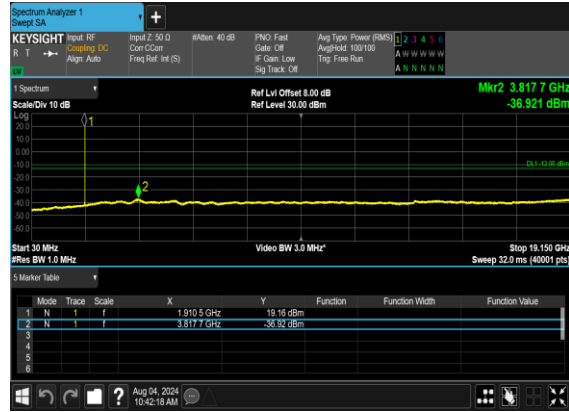 Spectrum Analyzer 1
Swept SA
+
KEYSIGHT Input: RF Input Z: 50 Ω #Atten: 40 dB PNO: Fast Avg Type: Power (RMS) 1 2 3 4 5 6
R T Coupling: DC Corr CCorr Gate: Off Avg|Hold: 100/100 A W W W W W
Align: Auto Freq Ref: Int (S) IF Gain: Low Trig: Free Run
Sig Track: Off A N N N N N
1 Spectrum Ref Lvl Offset 8.00 dB Mkr2 3.817 7 GHz
Scale/Div 10 dB Ref Level 30.00 dBm -36.921 dBm
Log
20.0
10.0
0.00
-10.0
-20.0
-30.0
-40.0
-50.0
-60.0
1
2
DL1 -13.00 dBm
Start 30 MHz Video BW 3.0 MHz* Stop 19.150 GHz
#Res BW 1.0 MHz Sweep 32.0 ms (40001 pts)
5 Marker Table
Mode Trace Scale X Y Function Function Width Function Value
1 N 1 f 1.910 5 GHz 19.16 dBm
2 N 1 f 3.817 7 GHz -36.92 dBm
3
4
5
6
? Aug 04, 2024
10:42:18 AM